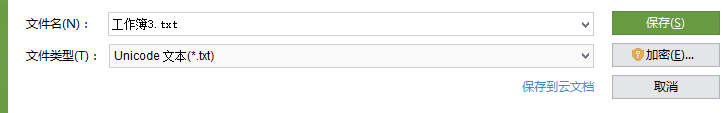 文件名(N)： 工作簿3.txt 保存(S)
文件类型(T)： Unicode 文本(*.txt) 加密(E)...
保存到云文档 取消